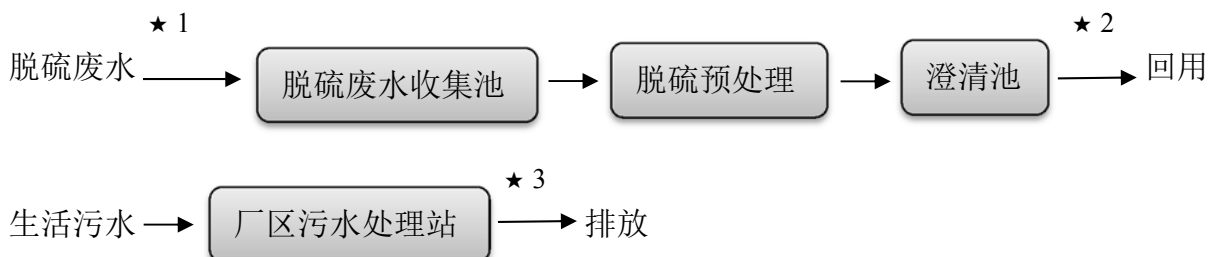 ★ 1
脱硫废水
脱硫废水收集池
脱硫预处理
澄清池
★ 2
回用
生活污水
厂区污水处理站
★ 3
排放